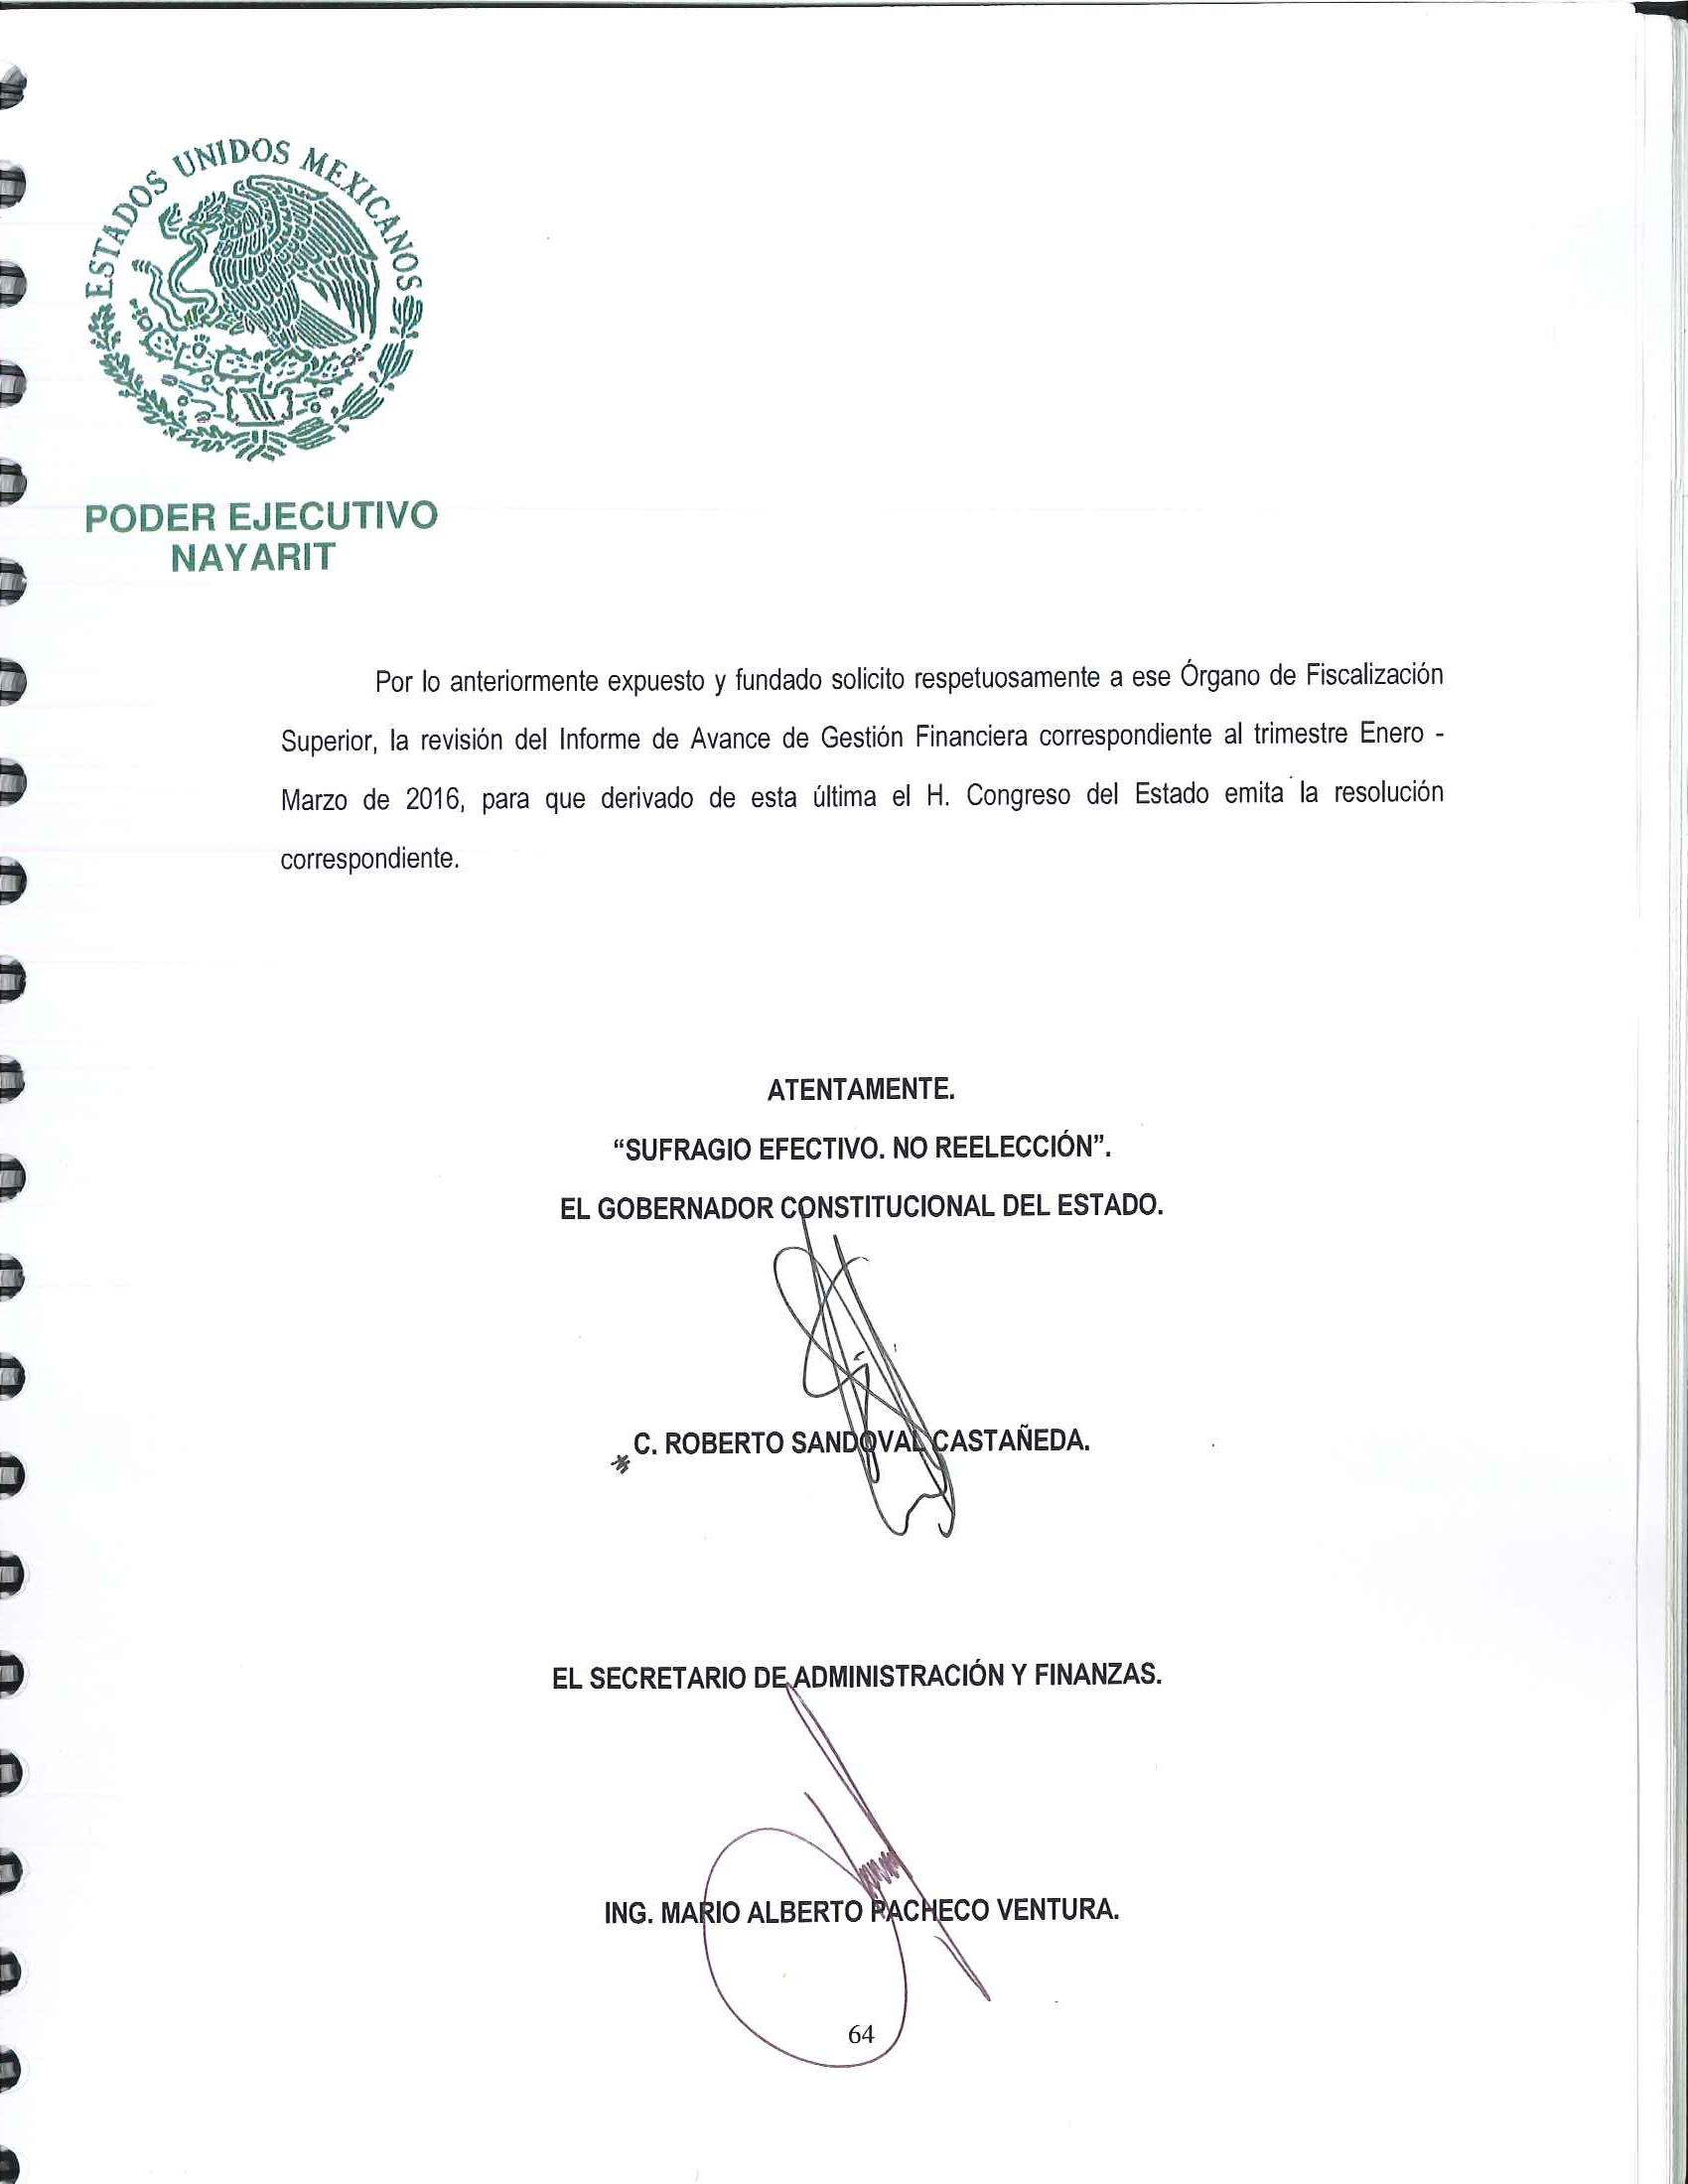 ESTADOS UNIDOS MEXICANOS
PODER EJECUTIVO
NAYARIT
Por lo anteriormente expuesto y fundado solicito respetuosamente a ese Órgano de Fiscalización
Superior, la revisión del Informe de Avance de Gestión Financiera correspondiente al trimestre Enero -
Marzo de 2016, para que derivado de esta última el H. Congreso del Estado emita la resolución
correspondiente.
ATENTAMENTE.
“SUFRAGIO EFECTIVO. NO REELECCIÓN”.
EL GOBERNADOR CONSTITUCIONAL DEL ESTADO.
C. ROBERTO SANDOVAL CASTAÑEDA.
EL SECRETARIO DE ADMINISTRACIÓN Y FINANZAS.
ING. MARIO ALBERTO PACHECO VENTURA.
64